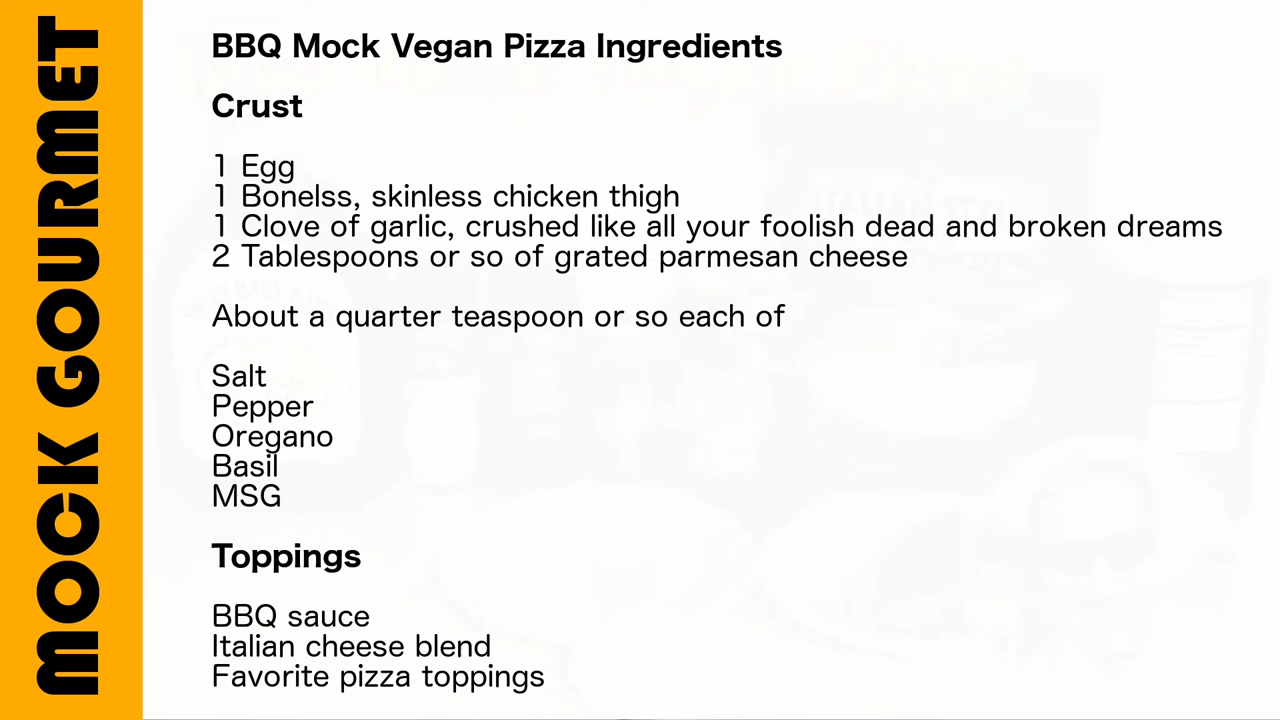 MOCK GOURMET
BBQ Mock Vegan Pizza Ingredients
Crust
1 Egg
1 Bonelss, skinless chicken thigh
1 Clove of garlic, crushed like all your foolish dead and broken dreams
2 Tablespoons or so of grated parmesan cheese
About a quarter teaspoon or so each of
Salt
Pepper
Oregano
Basil
MSG
Toppings
BBQ sauce
Italian cheese blend
Favorite pizza toppings